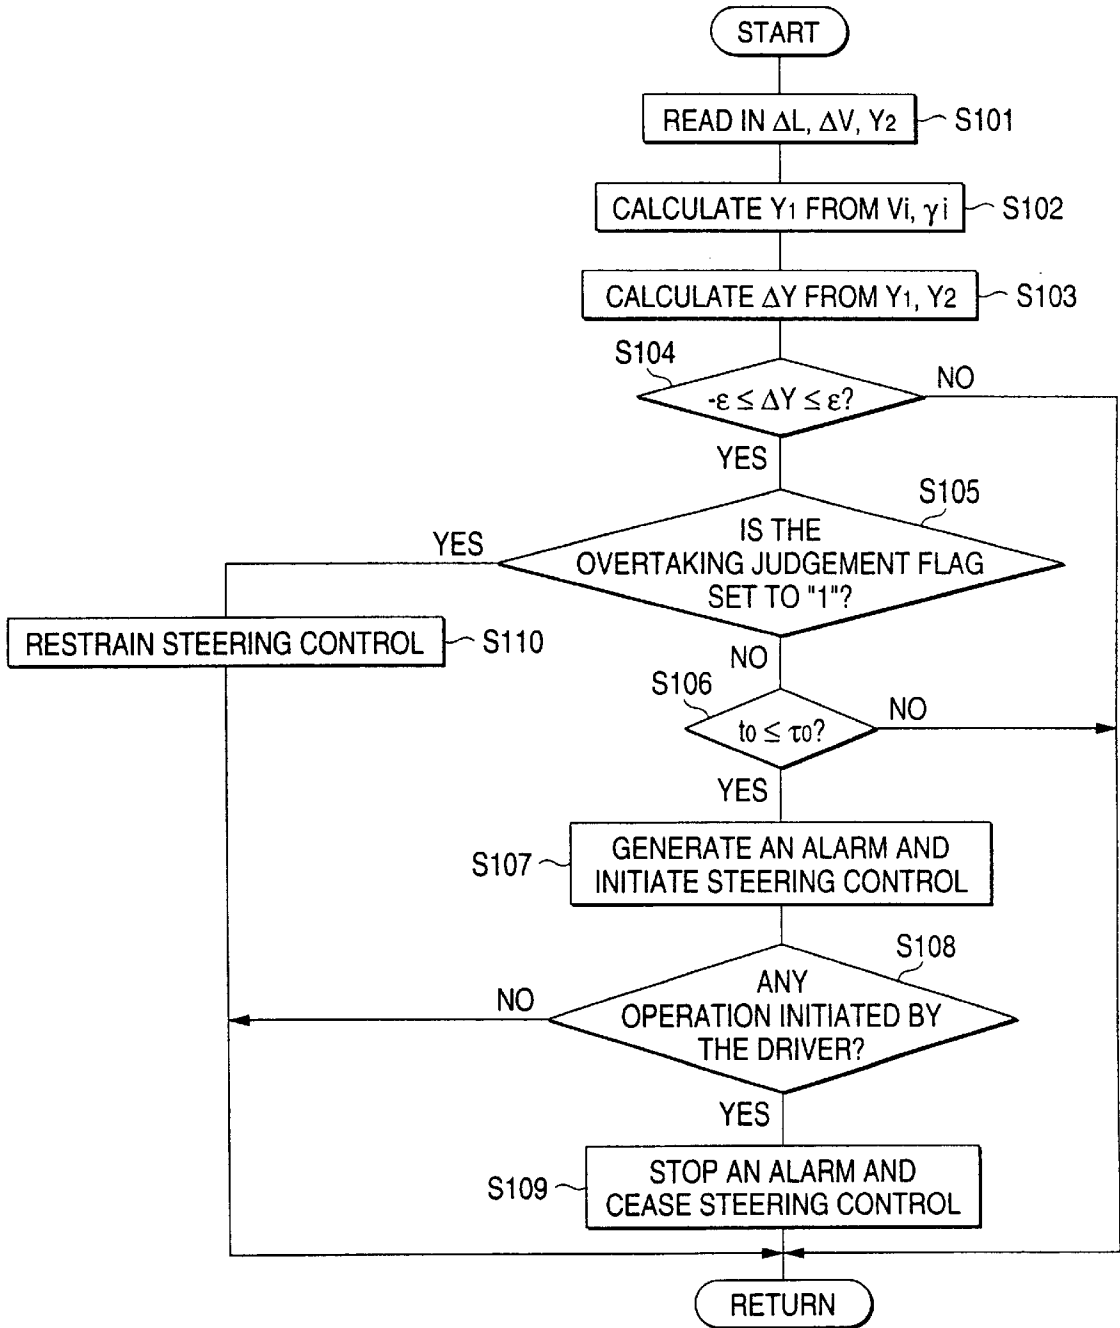 START
READ IN ΔL, ΔV, Y2
S101
CALCULATE Y1 FROM Vi, γi
S102
CALCULATE ΔY FROM Y1, Y2
S103
S104
-ε ≤ ΔY ≤ ε?
NO
YES
S105
IS THE
OVERTAKING JUDGEMENT FLAG
SET TO "1"?
YES
RESTRAIN STEERING CONTROL
S110
NO
S106
t0 ≤ τ0?
NO
YES
S107
GENERATE AN ALARM AND
INITIATE STEERING CONTROL
S108
ANY
OPERATION INITIATED BY
THE DRIVER?
NO
YES
S109
STOP AN ALARM AND
CEASE STEERING CONTROL
RETURN